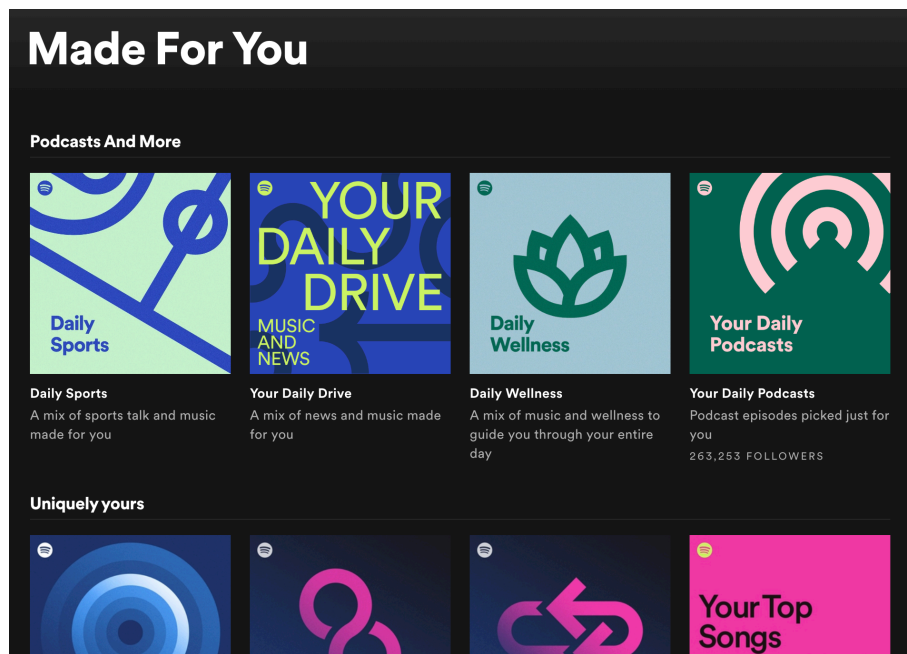 Made For You
Podcasts And More
Daily
Sports
YOUR
DAILY
DRIVE
MUSIC
AND
NEWS
Daily
Wellness
Your Daily
Podcasts
Daily Sports
A mix of sports talk and music
made for you
Your Daily Drive
A mix of news and music made
for you
Daily Wellness
A mix of music and wellness to
guide you through your entire
day
Your Daily Podcasts
Podcast episodes picked just for
you
263,253 FOLLOWERS
Uniquely yours
Your Top
Songs